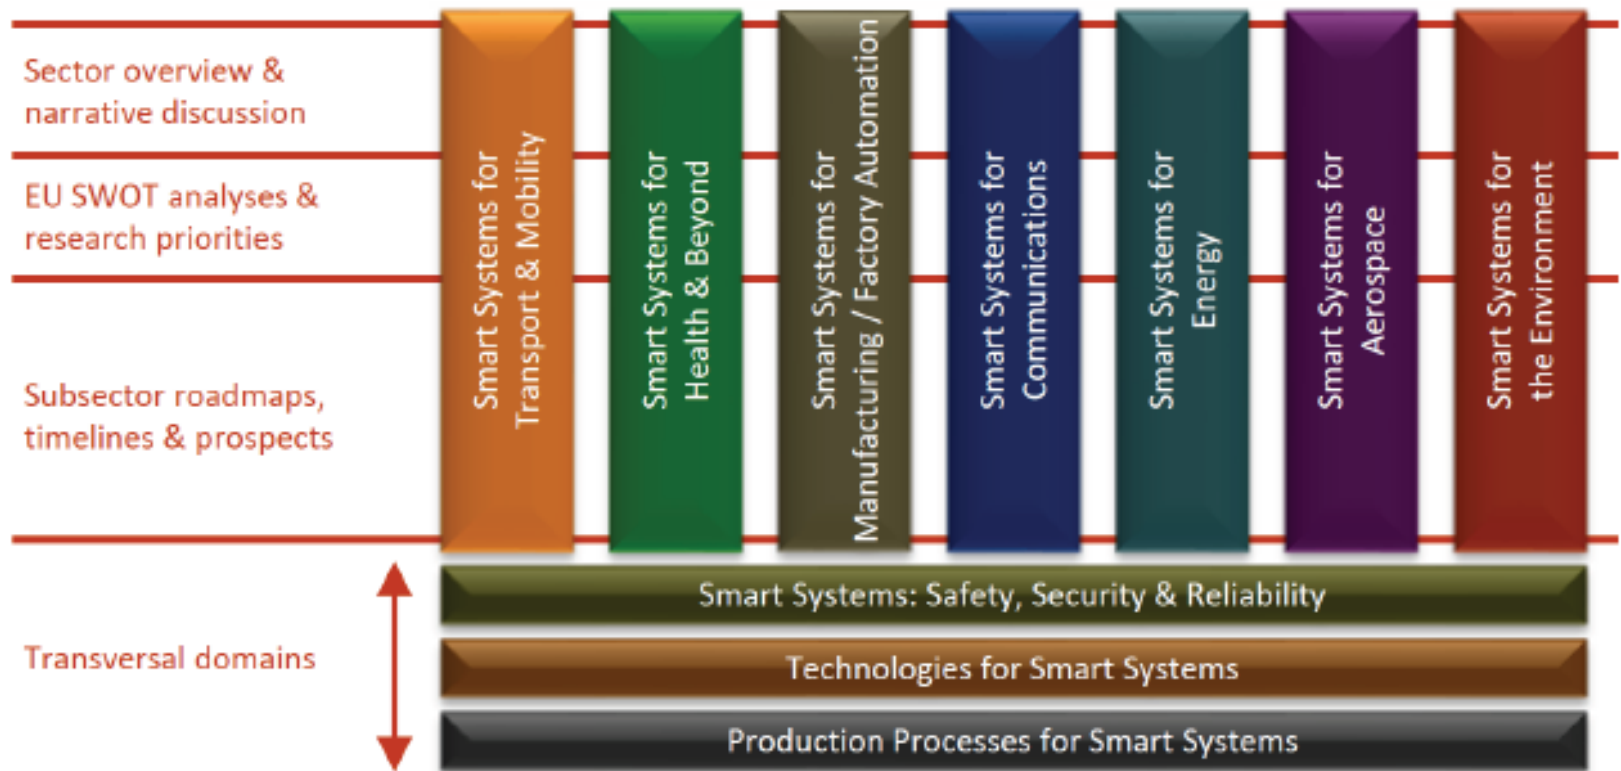 Sector overview &
narrative discussion
EU SWOT analyses &
research priorities
Subsector roadmaps,
timelines & prospects
Smart Systems for
Transport & Mobility
Smart Systems for
Health & Beyond
Smart Systems for
Manufacturing / Factory Automation
Smart Systems for
Communications
Smart Systems for
Energy
Smart Systems for
Aerospace
Smart Systems for
the Environment
Transversal domains
Smart Systems: Safety, Security & Reliability
Technologies for Smart Systems
Production Processes for Smart Systems